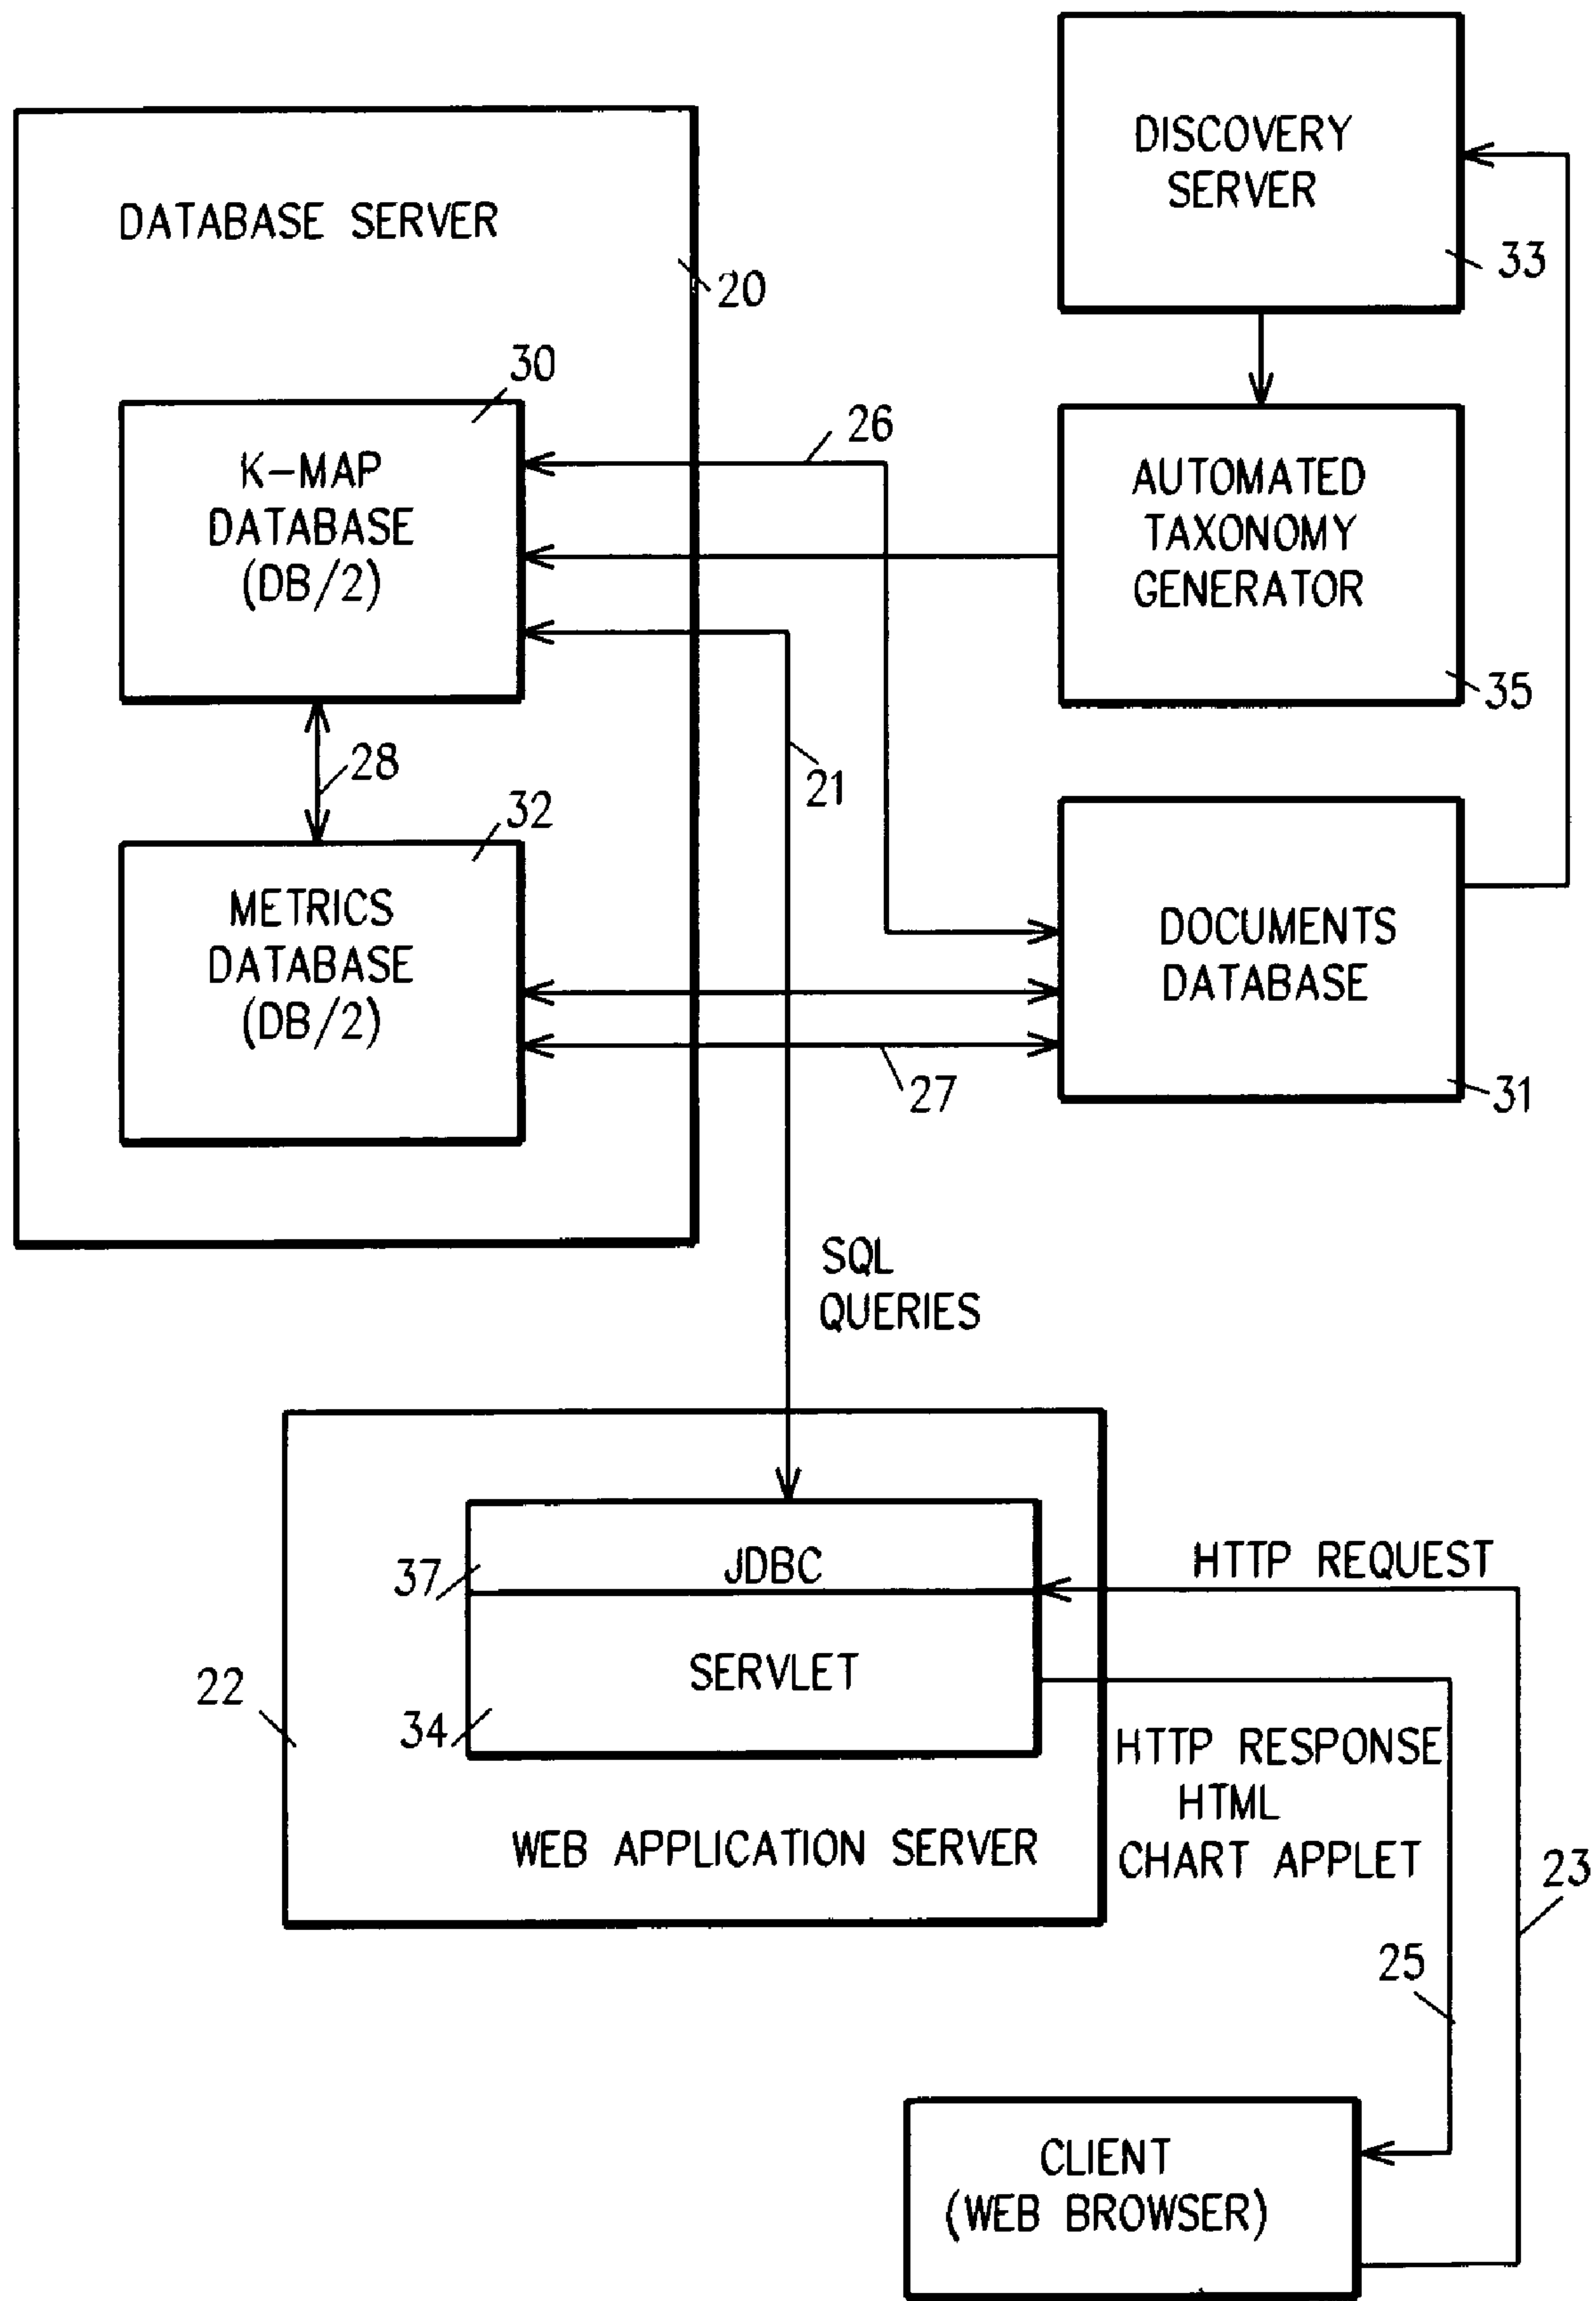 DISCOVERY
SERVER
33
DATABASE SERVER
20
30
K-MAP
DATABASE
(DB/2)
26
AUTOMATED
TAXONOMY
GENERATOR
35
28
21
32
METRICS
DATABASE
(DB/2)
DOCUMENTS
DATABASE
27
31
SQL
QUERIES
37
JDBC
HTTP REQUEST
22
SERVLET
34
HTTP RESPONSE
HTML
CHART APPLET
WEB APPLICATION SERVER
23
25
CLIENT
(WEB BROWSER)